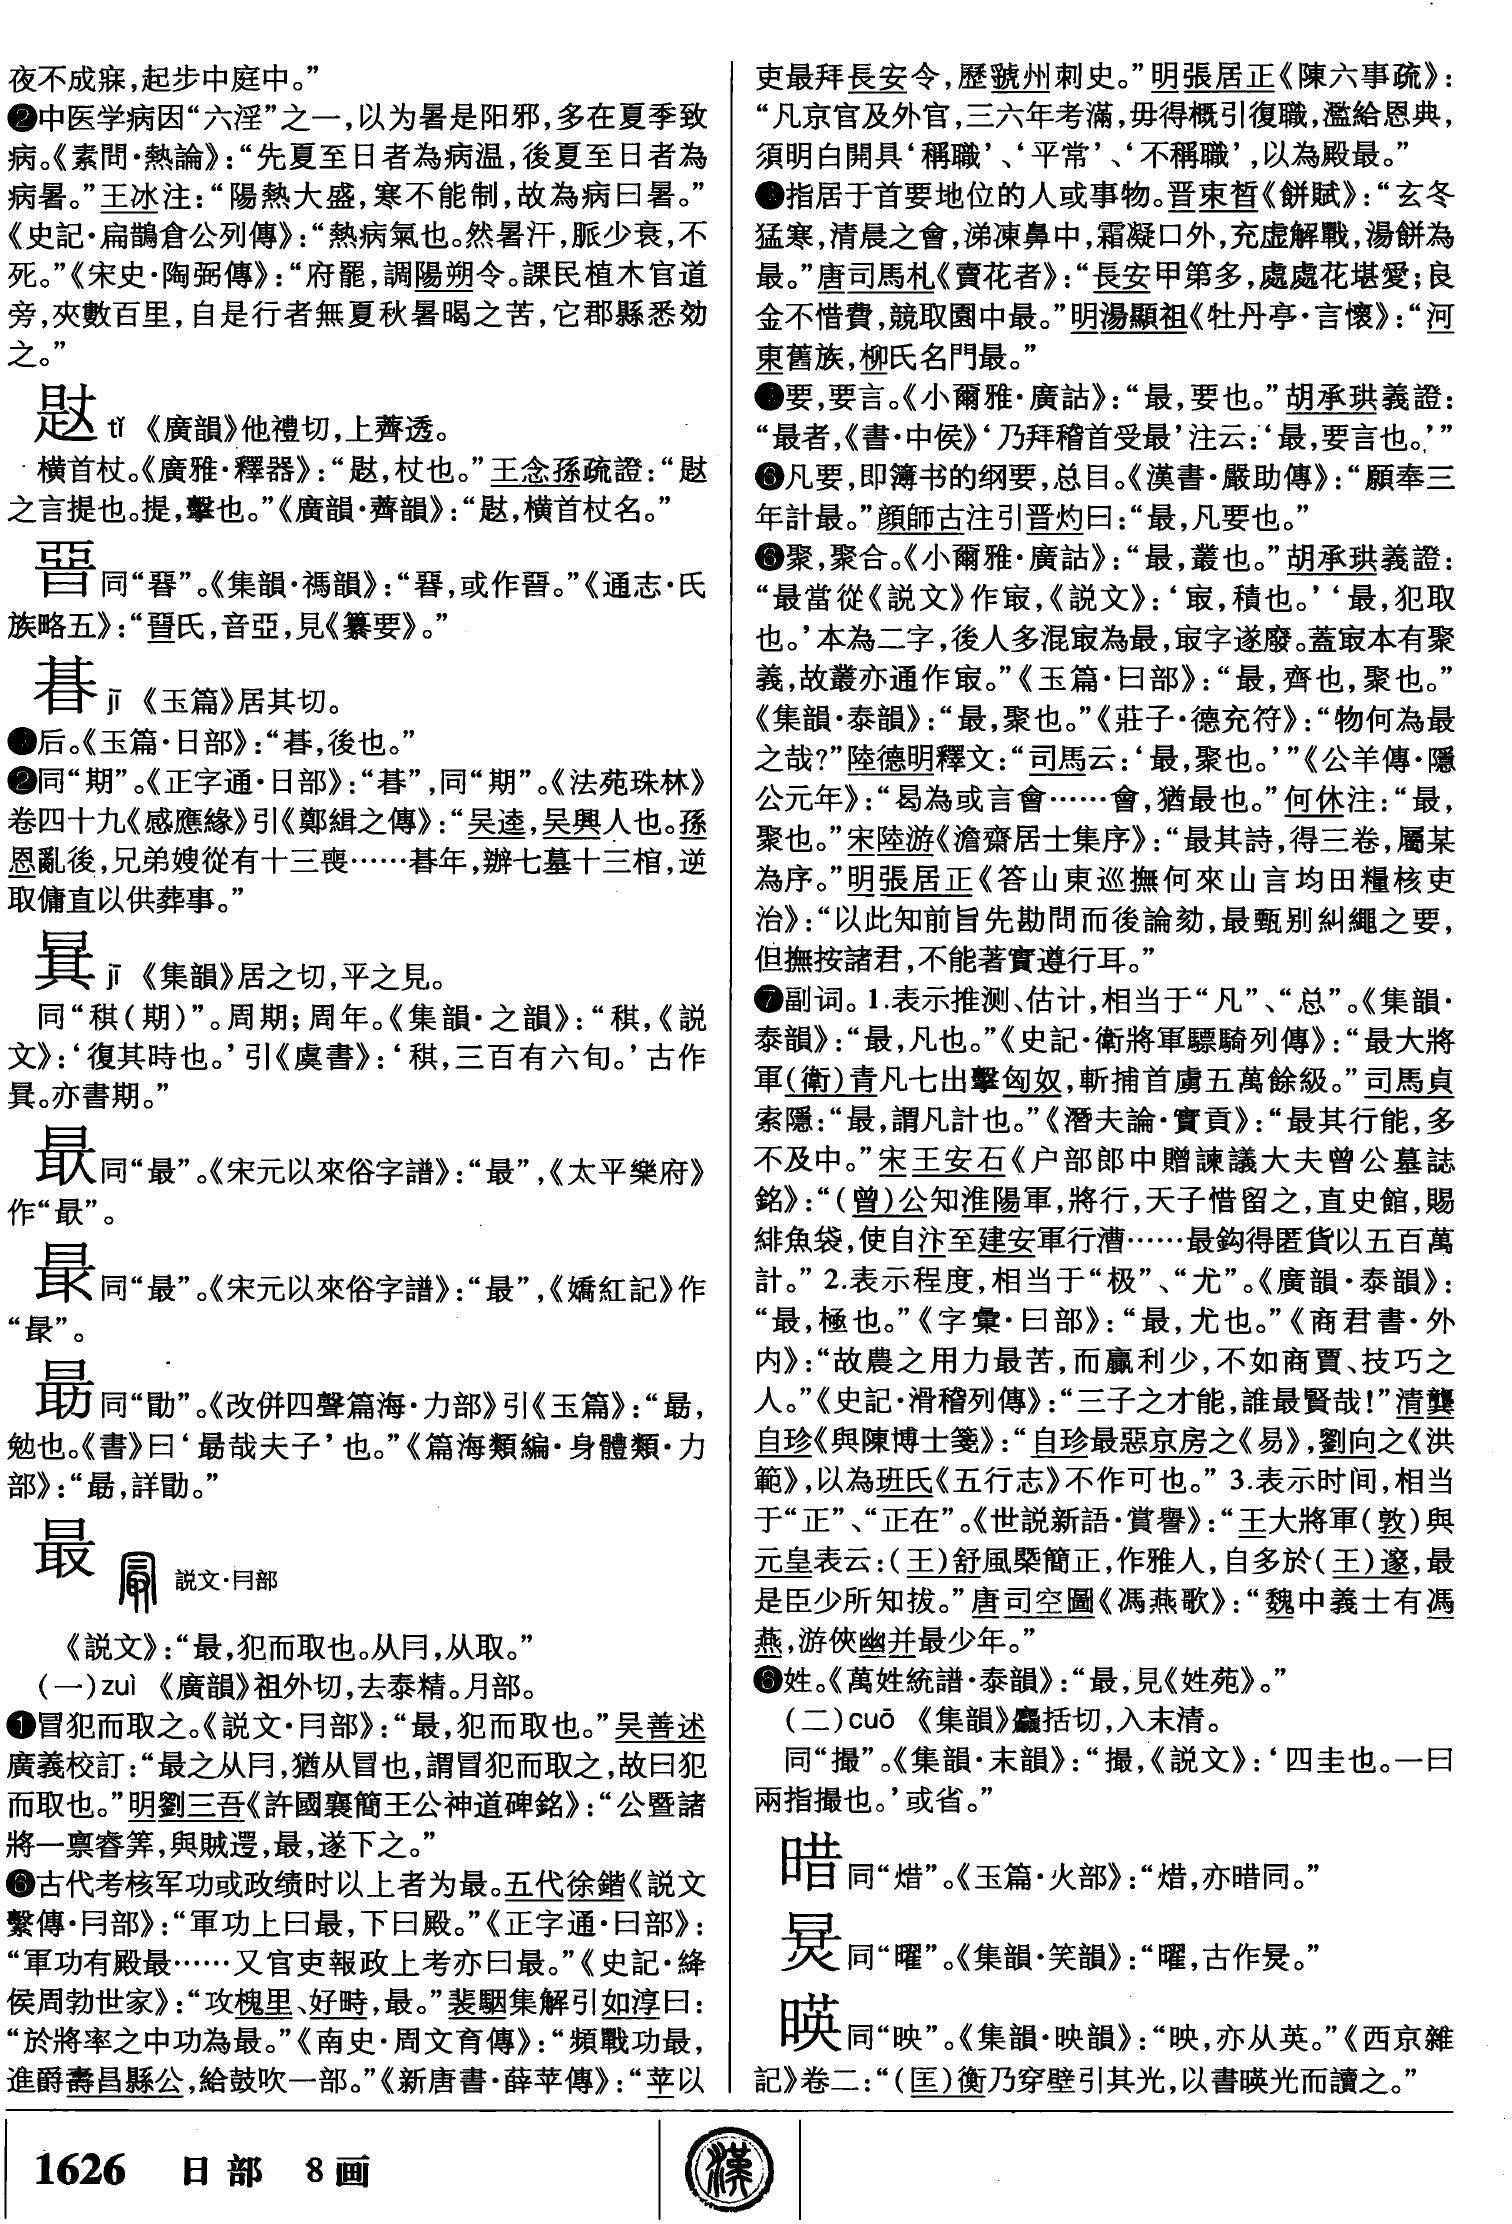 夜不成寐，起步中庭中。”
❷中医学病因“六淫”之一，以为暑是阳邪，多在夏季致
病。《素問·熱論》：“先夏至日者為病温，後夏至日者為
病暑。”王冰注：“陽熱大盛，寒不能制，故為病曰暑。”
《史記·扁鵲倉公列傳》：“熱病氣也。然暑汗，脈少衰，不
死。”《宋史·陶弼傳》：“府罷，調陽朔令。課民植木官道
旁，夾數百里，自是行者無夏秋暑暍之苦，它郡縣悉効
之。”
tǐ 《廣韻》他禮切，上薺透。
横首杖。《廣雅·釋器》：“，杖也。”王念孫疏證：“
之言提也。提，擊也。”《廣韻·薺韻》：“，横首杖名。”
同“”。《集韻·禡韻》：“，或作。”《通志·氏
族略五》：“氏，音亞，見《纂要》。”
朞 jī 《玉篇》居其切。
❶后。《玉篇·日部》：“朞，後也。”
❷同“期”。《正字通·日部》：“朞”，同“期”。《法苑珠林》
卷四十九《感應緣》引《鄭緝之傳》：“吴逵，吴興人也。孫
恩亂後，兄弟嫂從有十三喪……朞年，辦七墓十三棺，逆
取傭直以供葬事。”
jī 《集韻》居之切，平之見。
同“稘（期）”。周期；周年。《集韻·之韻》：“稘，《説
文》：‘復其時也。’引《虞書》：‘稘，三百有六旬。’古作
。亦書期。”
同“最”。《宋元以來俗字譜》：“最”，《太平樂府》
作“”。
同“最”。《宋元以來俗字譜》：“最”，《嬌紅記》作
“”。
朂同“勖”。《改併四聲篇海·力部》引《玉篇》：“朂，
勉也。《書》曰‘朂哉夫子’也。”《篇海類編·身體類·力
部》：“朂，詳勖。”
最 説文·冃部
《説文》：“最，犯而取也。从冃，从取。”
（一）zuì 《廣韻》祖外切，去泰精。月部。
❶冒犯而取之。《説文·冃部》：“最，犯而取也。”吴善述
廣義校訂：“最之从冃，猶从冒也，謂冒犯而取之，故曰犯
而取也。”明劉三吾《許國襄簡王公神道碑銘》：“公暨諸
將一禀睿筭，與賊遌，最，遂下之。”
古代考核军功或政绩时以上者为最。五代徐鍇《説文
繫傳·冃部》：“軍功上曰最，下曰殿。”《正字通·曰部》：
“軍功有殿最……又官吏報政上考亦曰最。”《史記·絳
侯周勃世家》：“攻槐里、好畤，最。”裴駰集解引如淳曰：
“於將率之中功為最。”《南史·周文育傳》：“頻戰功最，
進爵壽昌縣公，給鼓吹一部。”《新唐書·薛苹傳》：“苹以
吏最拜長安令，歷虢州刺史。”明張居正《陳六事疏》：
“凡京官及外官，三六年考滿，毋得概引復職，濫給恩典，
須明白開具‘稱職’、‘平常’、‘不稱職’，以為殿最。”
指居于首要地位的人或事物。晋束晳《餅賦》：“玄冬
猛寒，清晨之會，涕凍鼻中，霜凝口外，充虚解戰，湯餅為
最。”唐司馬札《賣花者》：“長安甲第多，處處花堪愛；良
金不惜費，競取園中最。”明湯顯祖《牡丹亭·言懷》：“河
東舊族，柳氏名門最。”
要，要言。《小爾雅·廣詁》：“最，要也。”胡承珙義證：
“最者，《書·中侯》‘乃拜稽首受最’注云：‘最，要言也。’”
凡要，即簿书的纲要，总目。《漢書·嚴助傳》：“願奉三
年計最。”顔師古注引晋灼曰：“最，凡要也。”
聚，聚合。《小爾雅·廣詁》：“最，叢也。”胡承珙義證：
“最當從《説文》作冣，《説文》：‘冣，積也。’‘最，犯取
也。’本為二字，後人多混冣為最，冣字遂廢。蓋冣本有聚
義，故叢亦通作冣。”《玉篇·曰部》：“最，齊也，聚也。”
《集韻·泰韻》：“最，聚也。”《莊子·德充符》：“物何為最
之哉？”陸德明釋文：“司馬云：‘最，聚也。’”《公羊傳·隱
公元年》：“曷為或言會……會，猶最也。”何休注：“最，
聚也。”宋陸游《澹齋居士集序》：“最其詩，得三卷，屬某
為序。”明張居正《答山東巡撫何來山言均田糧核吏
治》：“以此知前旨先勘問而後論劾，最甄别糾繩之要，
但撫按諸君，不能著實遵行耳。”
❼副词。1.表示推测、估计，相当于“凡”、“总”。《集韻·
泰韻》：“最，凡也。”《史記·衛將軍驃騎列傳》：“最大將
軍（衛）青凡七出擊匈奴，斬捕首虜五萬餘級。”司馬貞
索隱：“最，謂凡計也。”《潛夫論·實貢》：“最其行能，多
不及中。”宋王安石《户部郎中贈諫議大夫曾公墓誌
銘》：“（曾）公知淮陽軍，將行，天子惜留之，直史館，賜
緋魚袋，使自汴至建安軍行漕……最鈎得匿貨以五百萬
計。”2.表示程度，相当于“极”、“尤”。《廣韻·泰韻》：
“最，極也。”《字彙·曰部》：“最，尤也。”《商君書·外
内》：“故農之用力最苦，而贏利少，不如商賈、技巧之
人。”《史記·滑稽列傳》：“三子之才能，誰最賢哉！”清龔
自珍《與陳博士箋》：“自珍最惡京房之《易》，劉向之《洪
範》，以為班氏《五行志》不作可也。”3.表示时间，相当
于“正”、“正在”。《世説新語·賞譽》：“王大將軍（敦）與
元皇表云：（王）舒風槩簡正，作雅人，自多於（王）邃，最
是臣少所知拔。”唐司空圖《馮燕歌》：“魏中義士有馮
燕，游俠幽并最少年。”
❽姓。《萬姓統譜·泰韻》：“最，見《姓苑》。”
（二）cuō 《集韻》麤括切，入末清。
同“撮”。《集韻·末韻》：“撮，《説文》：‘四圭也。一曰
兩指撮也。’或省。”
㫺同“焟”。《玉篇·火部》：“焟，亦同。”
同“曜”。《集韻·笑韻》：“曜，古作。”
暎同“映”。《集韻·映韻》：“映，亦从英。”《西京雜
記》卷二：“（匡）衡乃穿壁引其光，以書暎光而讀之。”
1626 日部 8画
漢